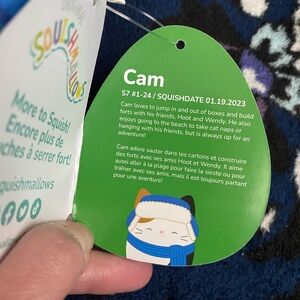 SQUISHMALLOWS
More to Squish!
Encore plus de
ches à serrer fort!
quishmallows
Cam
S7 #1-24 / SQUISHDATE 01.19.2023
Cam loves to jump in and out of boxes and build
forts with his friends, Hoot and Wendy. He also
enjoys going to the beach to take cat naps or
hanging with his friends, but is always up for an
adventure!
Cam adore sauter dans les cartons et construire
des forts avec ses amis Hoot et Wendy. Il aime
aussi aller à la plage pour faire la sieste ou pour
traîner avec ses amis, mais il est toujours partant
pour une aventure!